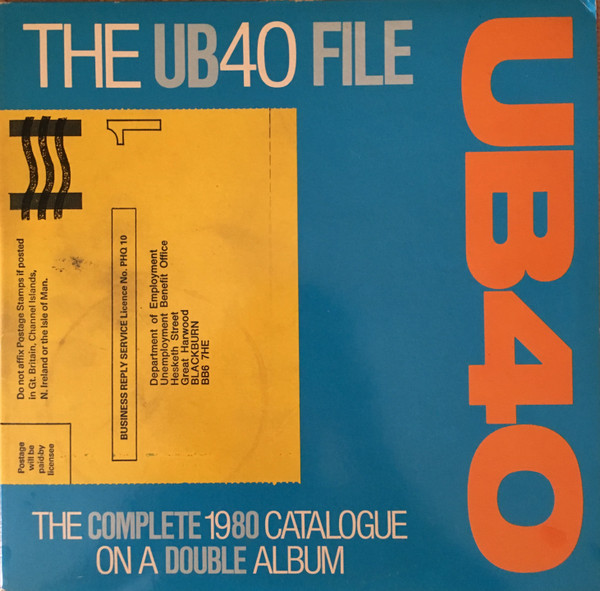 THE UB40 FILE
UB40
1
Do not affix Postage Stamps if posted
in Gt. Britain, Channel Islands,
N. Ireland or the Isle of Man.
BUSINESS REPLY SERVICE Licence No. PHQ 10
Department of Employment
Unemployment Benefit Office
Hesketh Street
Great Harwood
BLACKBURN
BB6 7HE
Postage
will be
paid by
licensee
THE COMPLETE 1980 CATALOGUE
ON A DOUBLE ALBUM